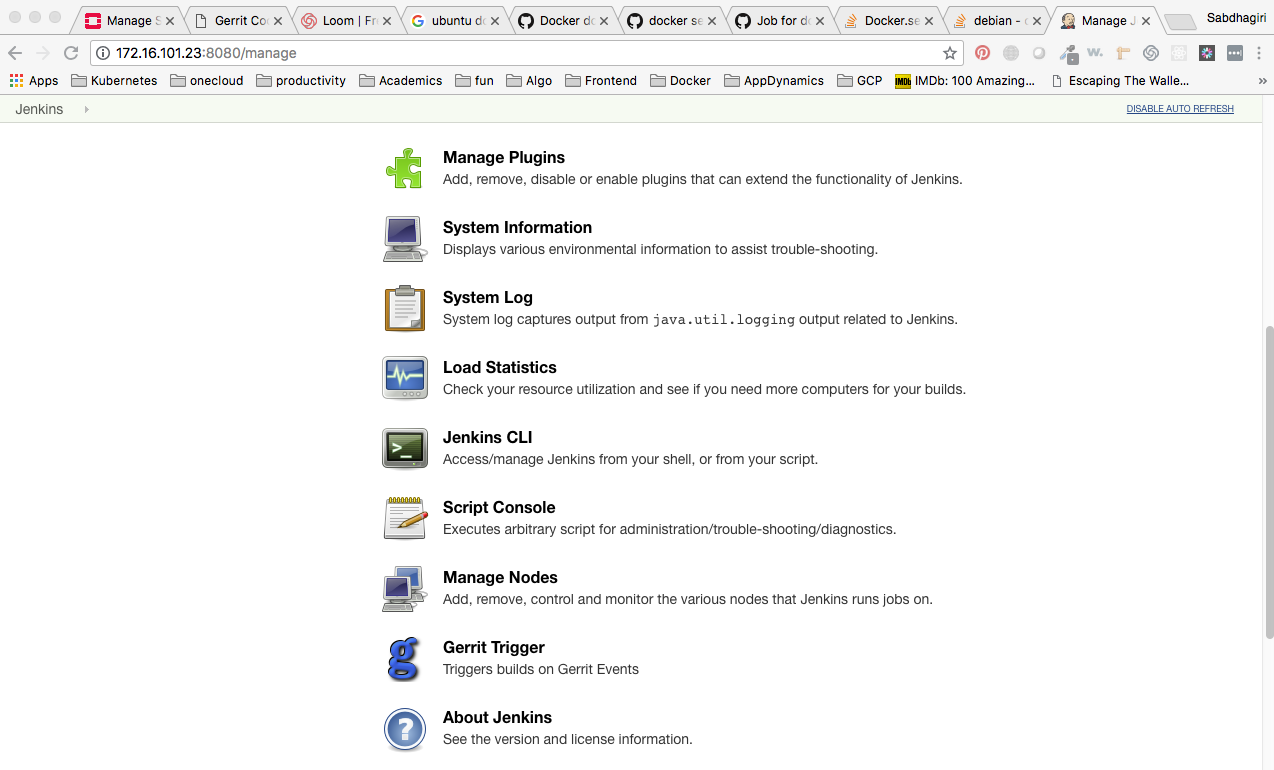 Manage S
Gerrit Co
Loom | Fr
ubuntu do
Docker do
docker se
Job for de
Docker.se
debian -
Manage J
Sabdhagiri
172.16.101.23:8080/manage
Apps
Kubernetes
onecloud
productivity
Academics
fun
Algo
Frontend
Docker
AppDynamics
GCP
IMDb
IMDb: 100 Amazing...
Escaping The Walle...
Jenkins
DISABLE AUTO REFRESH
Manage Plugins
Add, remove, disable or enable plugins that can extend the functionality of Jenkins.
System Information
Displays various environmental information to assist trouble-shooting.
System Log
System log captures output from java.util.logging output related to Jenkins.
Load Statistics
Check your resource utilization and see if you need more computers for your builds.
Jenkins CLI
Access/manage Jenkins from your shell, or from your script.
Script Console
Executes arbitrary script for administration/trouble-shooting/diagnostics.
Manage Nodes
Add, remove, control and monitor the various nodes that Jenkins runs jobs on.
g
Gerrit Trigger
Triggers builds on Gerrit Events
?
About Jenkins
See the version and license information.